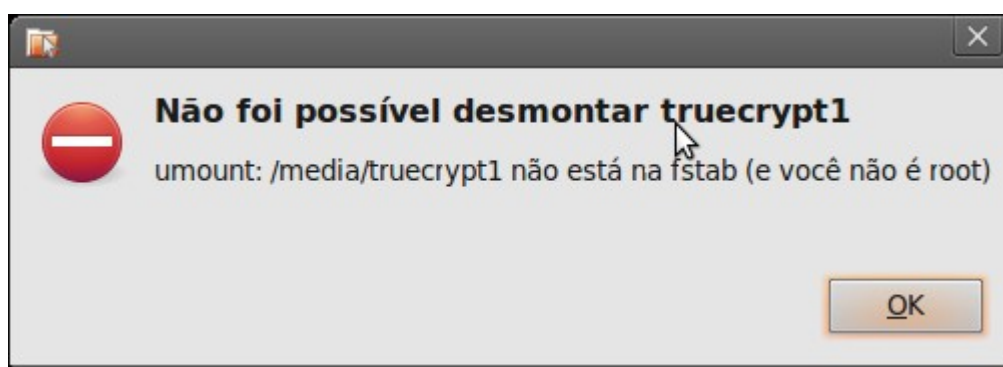 Não foi possível desmontar truecrypt1
umount: /media/truecrypt1 não está na fstab (e você não é root)
OK